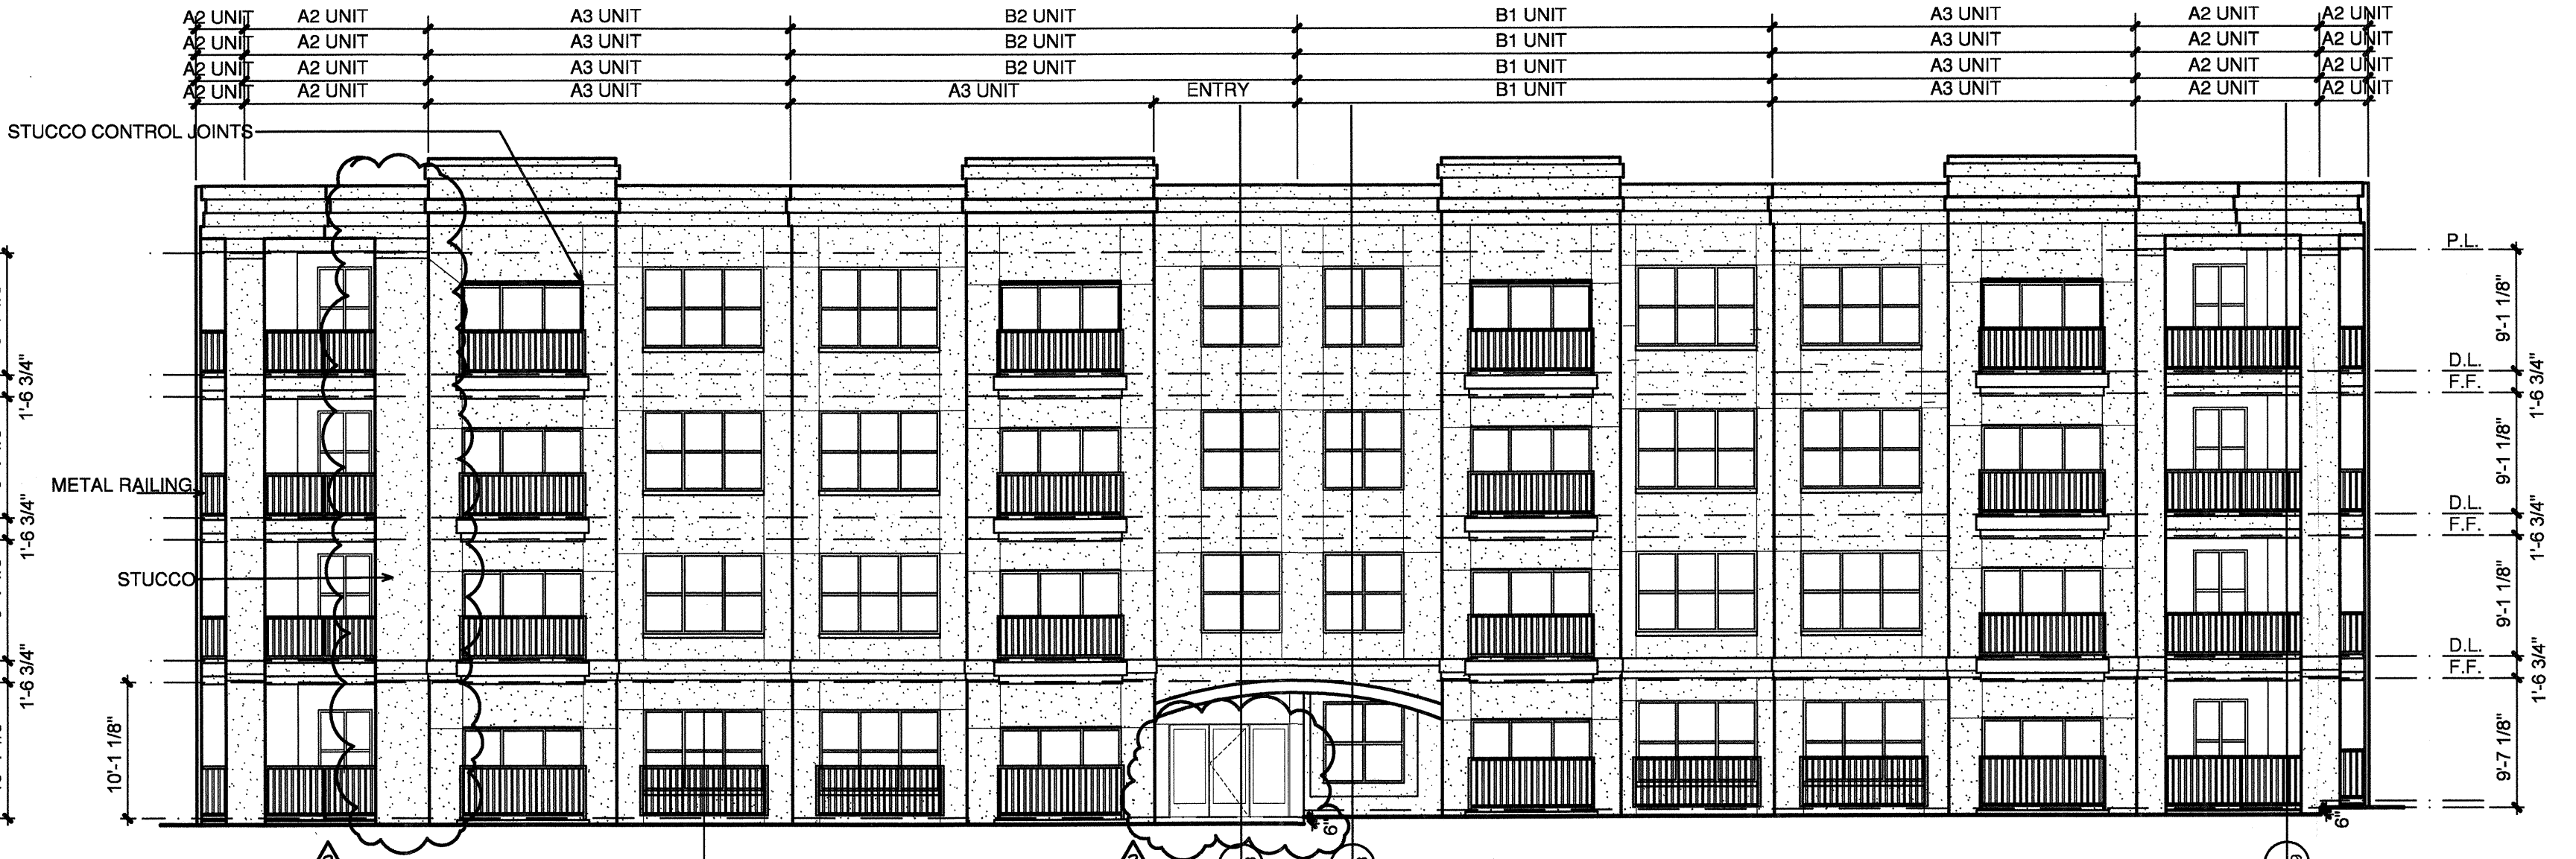 A2 UNIT A2 UNIT A3 UNIT B2 UNIT B1 UNIT A3 UNIT A2 UNIT A2 UNIT
A2 UNIT A2 UNIT A3 UNIT B2 UNIT B1 UNIT A3 UNIT A2 UNIT A2 UNIT
A2 UNIT A2 UNIT A3 UNIT B2 UNIT B1 UNIT A3 UNIT A2 UNIT A2 UNIT
A2 UNIT A2 UNIT A3 UNIT A3 UNIT ENTRY B1 UNIT A3 UNIT A2 UNIT A2 UNIT
STUCCO CONTROL JOINTS
P.L.
9'-1 1/8"
D.L.
F.F.
1'-6 3/4"
1'-6 3/4"
METAL RAILING
9'-1 1/8"
D.L.
F.F.
1'-6 3/4"
1'-6 3/4"
STUCCO
9'-1 1/8"
D.L.
F.F.
1'-6 3/4"
1'-6 3/4"
10'-1 1/8"
9'-7 1/8"
6"
6"